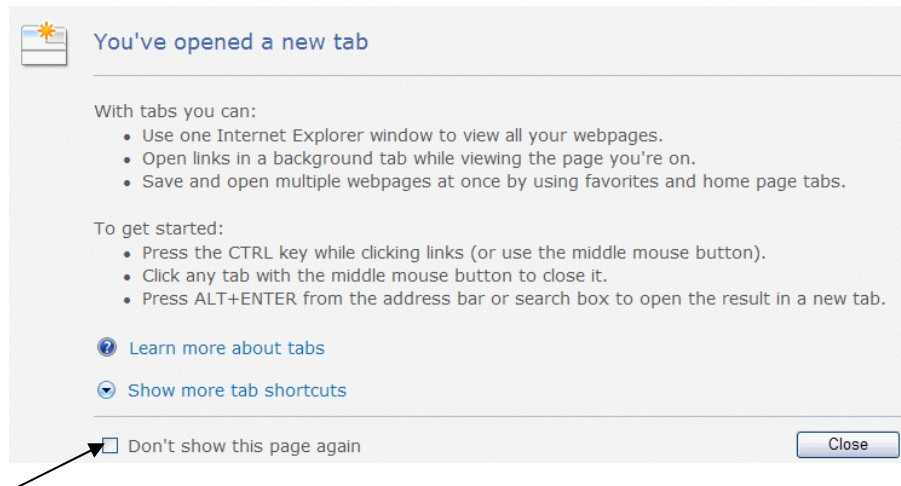 You've opened a new tab
With tabs you can:
• Use one Internet Explorer window to view all your webpages.
• Open links in a background tab while viewing the page you're on.
• Save and open multiple webpages at once by using favorites and home page tabs.
To get started:
• Press the CTRL key while clicking links (or use the middle mouse button).
• Click any tab with the middle mouse button to close it.
• Press ALT+ENTER from the address bar or search box to open the result in a new tab.
? Learn more about tabs
Show more tab shortcuts
Don't show this page again Close